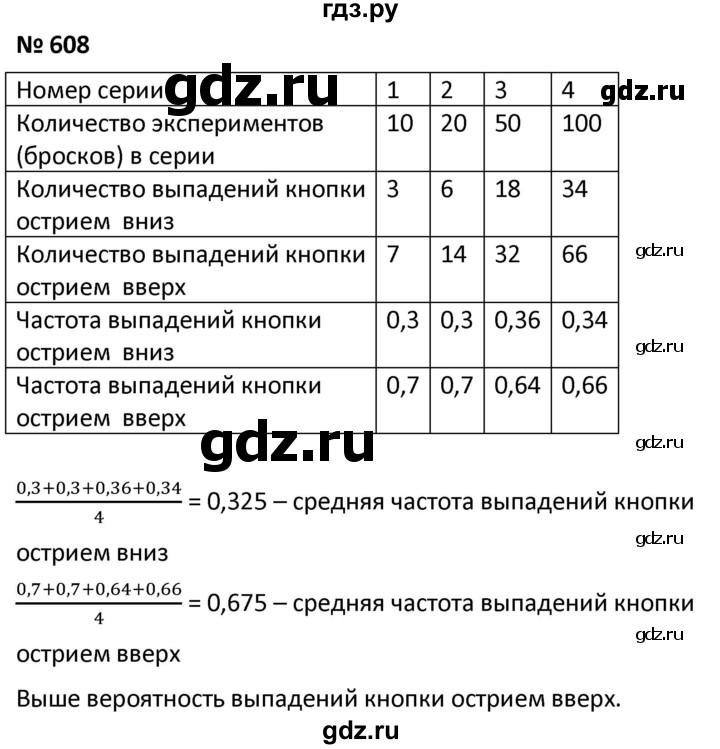 гдз.ру
№ 608
Номер серии 1 2 3 4
gdz.ru
gdz.ru
Количество экспериментов 10 20 50 100
(бросков) в серии
Количество выпадений кнопки 3 6 18 34
острием вниз
Количество выпадений кнопки 7 14 32 66
острием вверх
gdz.ru
Частота выпадений кнопки 0,3 0,3 0,36 0,34
острием вниз
gdz.ru
Частота выпадений кнопки 0,7 0,7 0,64 0,66
острием вверх
gdz.ru
gdz.ru
0,3+0,3+0,36+0,34
4
= 0,325 – средняя частота выпадений кнопки
острием вниз
gdz.ru
0,7+0,7+0,64+0,66
4
= 0,675 – средняя частота выпадений кнопки
gdz.ru
острием вверх
Выше вероятность выпадений кнопки острием вверх.
gdz.ru